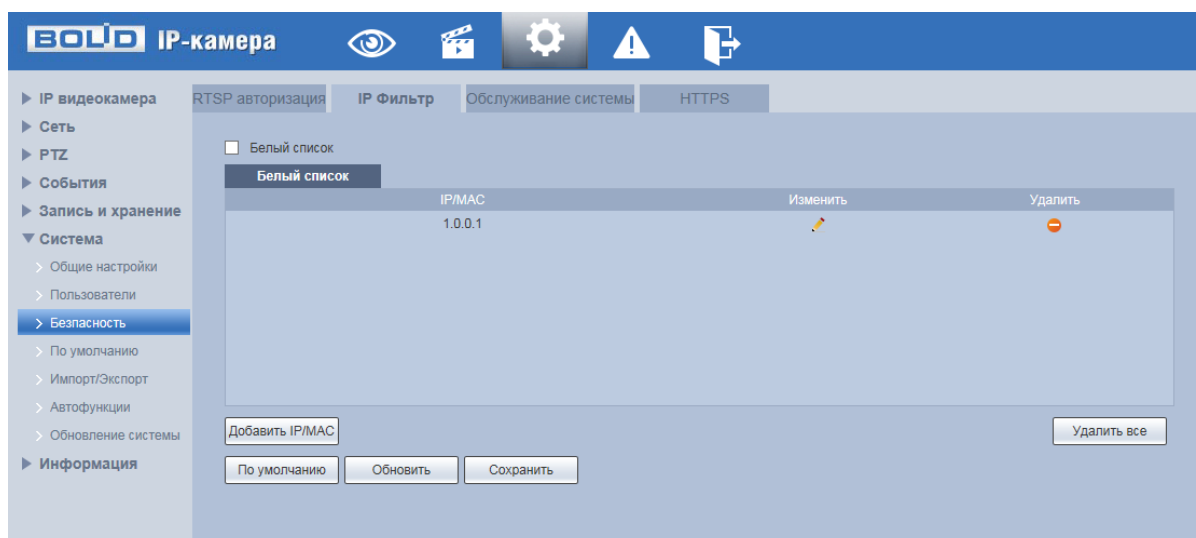 BOLID IP-камера
IP видеокамера
Сеть
PTZ
События
Запись и хранение
Система
Общие настройки
Пользователи
Безпасность
По умолчанию
Импорт/Экспорт
Автофункции
Обновление системы
Информация
RTSP авторизация IP Фильтр Обслуживание системы HTTPS
Белый список
Белый список
IP/MAC Изменить Удалить
1.0.0.1
Добавить IP/MAC Удалить все
По умолчанию Обновить Сохранить